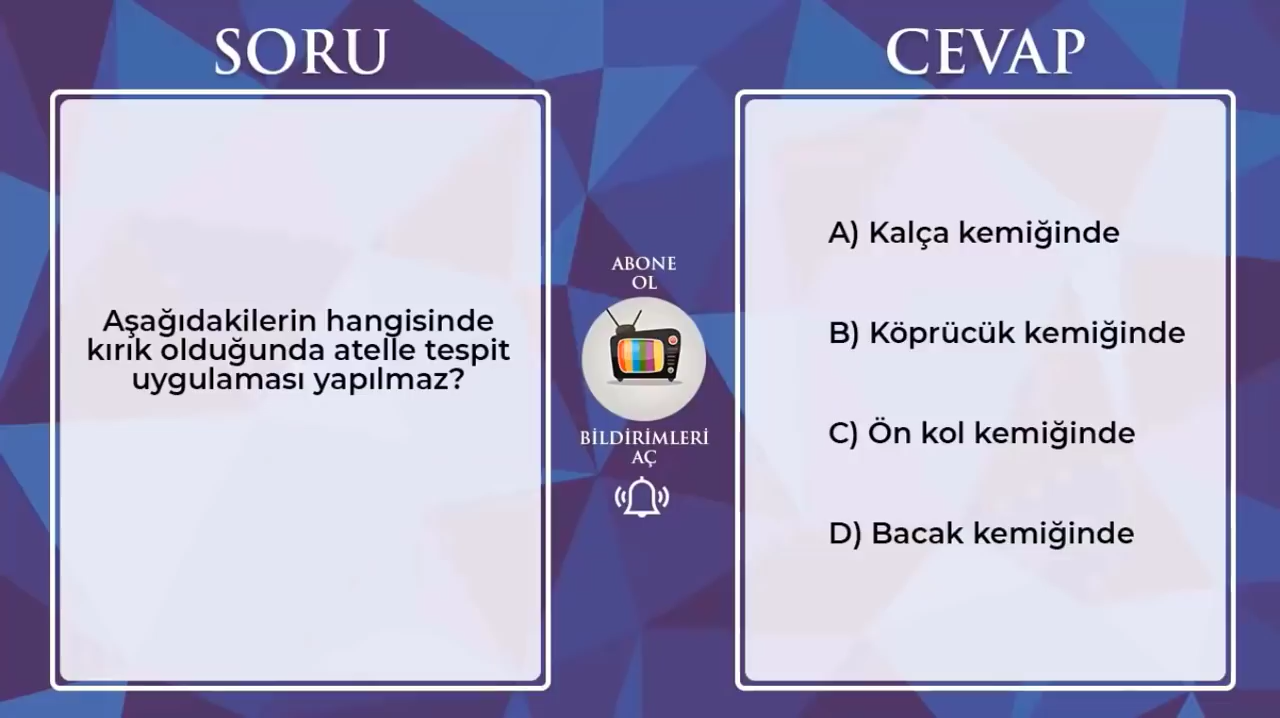 SORU
Aşağıdakilerin hangisinde
kırık olduğunda atelle tespit
uygulaması yapılmaz?
ABONE
OL
BİLDİRİMLERİ
AÇ
CEVAP
A) Kalça kemiğinde
B) Köprücük kemiğinde
C) Ön kol kemiğinde
D) Bacak kemiğinde